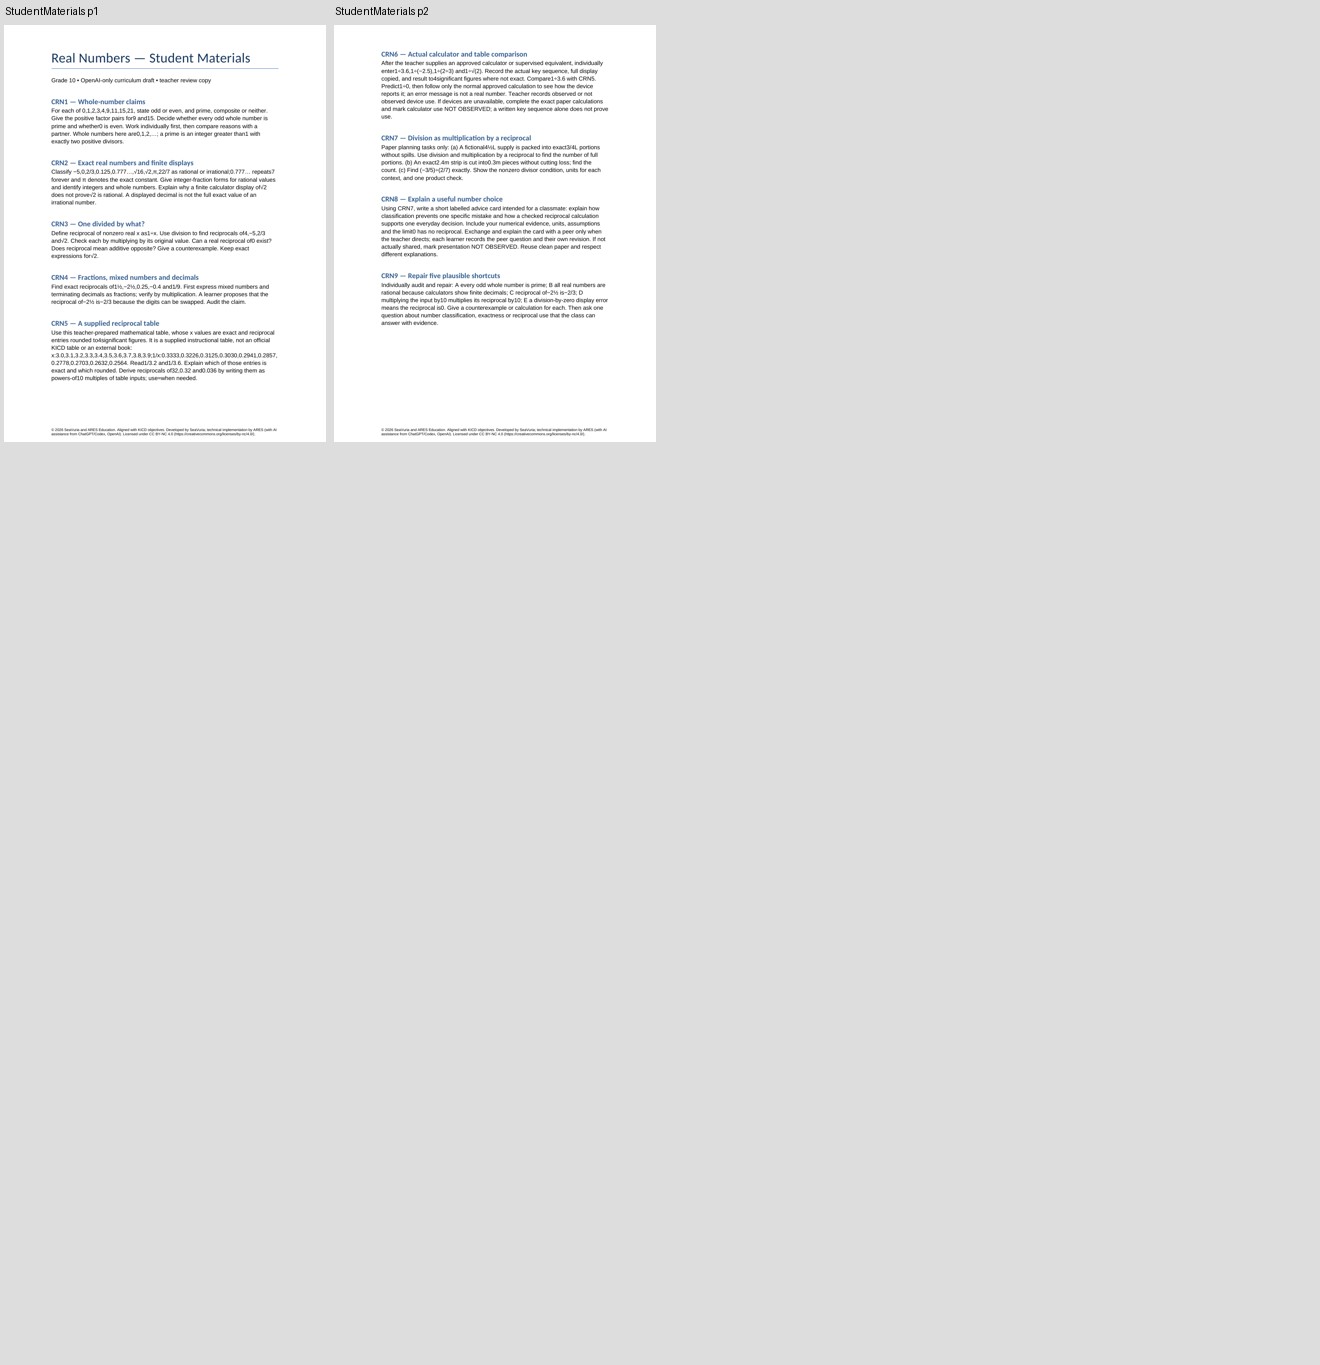 StudentMaterials p1
Real Numbers — Student Materials
Grade 10 • OpenAI-only curriculum draft • teacher review copy
CRN1 — Whole-number claims
For each of 0,1,2,3,4,9,11,15,21, state odd or even, and prime, composite or neither.
Give the positive factor pairs for9 and15. Decide whether every odd whole number is
prime and whether0 is even. Work individually first, then compare reasons with a
partner. Whole numbers here are0,1,2,…; a prime is an integer greater than1 with
exactly two positive divisors.
CRN2 — Exact real numbers and finite displays
Classify −5,0,2/3,0.125,0.777…,√16,√2,π,22/7 as rational or irrational;0.777… repeats7
forever and π denotes the exact constant. Give integer-fraction forms for rational values
and identify integers and whole numbers. Explain why a finite calculator display of√2
does not prove√2 is rational. A displayed decimal is not the full exact value of an
irrational number.
CRN3 — One divided by what?
Define reciprocal of nonzero real x as1÷x. Use division to find reciprocals of4,−5,2/3
and√2. Check each by multiplying by its original value. Can a real reciprocal of0 exist?
Does reciprocal mean additive opposite? Give a counterexample. Keep exact
expressions for√2.
CRN4 — Fractions, mixed numbers and decimals
Find exact reciprocals of1½,−2½,0.25,−0.4 and1/9. First express mixed numbers and
terminating decimals as fractions; verify by multiplication. A learner proposes that the
reciprocal of−2½ is−2/3 because the digits can be swapped. Audit the claim.
CRN5 — A supplied reciprocal table
Use this teacher-prepared mathematical table, whose x values are exact and reciprocal
entries rounded to4significant figures. It is a supplied instructional table, not an official
KICD table or an external book:
x:3.0,3.1,3.2,3.3,3.4,3.5,3.6,3.7,3.8,3.9;1/x:0.3333,0.3226,0.3125,0.3030,0.2941,0.2857,
0.2778,0.2703,0.2632,0.2564. Read1/3.2 and1/3.6. Explain which of those entries is
exact and which rounded. Derive reciprocals of32,0.32 and0.036 by writing them as
powers-of10 multiples of table inputs; use≈when needed.
StudentMaterials p2
CRN6 — Actual calculator and table comparison
After the teacher supplies an approved calculator or supervised equivalent, individually
enter1÷3.6,1÷(−2.5),1÷(2÷3) and1÷√(2). Record the actual key sequence, full display
copied, and result to4significant figures where not exact. Compare1÷3.6 with CRN5.
Predict1÷0, then follow only the normal approved calculation to see how the device
reports it; an error message is not a real number. Teacher records observed or not
observed device use. If devices are unavailable, complete the exact paper calculations
and mark calculator use NOT OBSERVED; a written key sequence alone does not prove
use.
CRN7 — Division as multiplication by a reciprocal
Paper planning tasks only: (a) A fictional4½L supply is packed into exact3/4L portions
without spills. Use division and multiplication by a reciprocal to find the number of full
portions. (b) An exact2.4m strip is cut into0.3m pieces without cutting loss; find the
count. (c) Find (−3/5)÷(2/7) exactly. Show the nonzero divisor condition, units for each
context, and one product check.
CRN8 — Explain a useful number choice
Using CRN7, write a short labelled advice card intended for a classmate: explain how
classification prevents one specific mistake and how a checked reciprocal calculation
supports one everyday decision. Include your numerical evidence, units, assumptions
and the limit0 has no reciprocal. Exchange and explain the card with a peer only when
the teacher directs; each learner records the peer question and their own revision. If not
actually shared, mark presentation NOT OBSERVED. Reuse clean paper and respect
different explanations.
CRN9 — Repair five plausible shortcuts
Individually audit and repair: A every odd whole number is prime; B all real numbers are
rational because calculators show finite decimals; C reciprocal of−2½ is−2/3; D
multiplying the input by10 multiplies its reciprocal by10; E a division-by-zero display error
means the reciprocal is0. Give a counterexample or calculation for each. Then ask one
question about number classification, exactness or reciprocal use that the class can
answer with evidence.